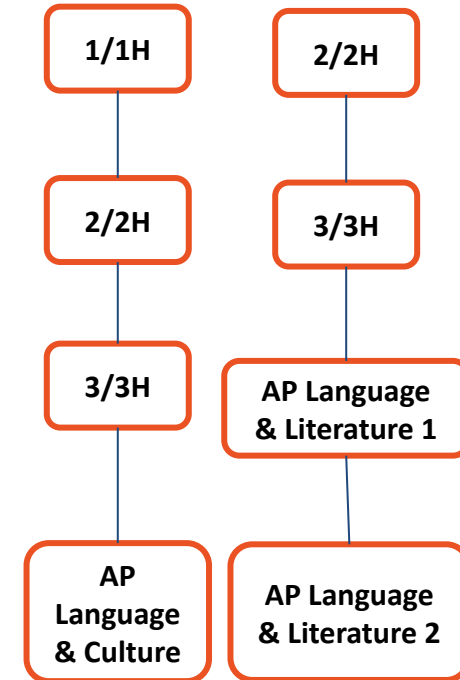 1/1H
2/2H
3/3H
AP
Language
& Culture
2/2H
3/3H
AP Language
& Literature 1
AP Language
& Literature 2